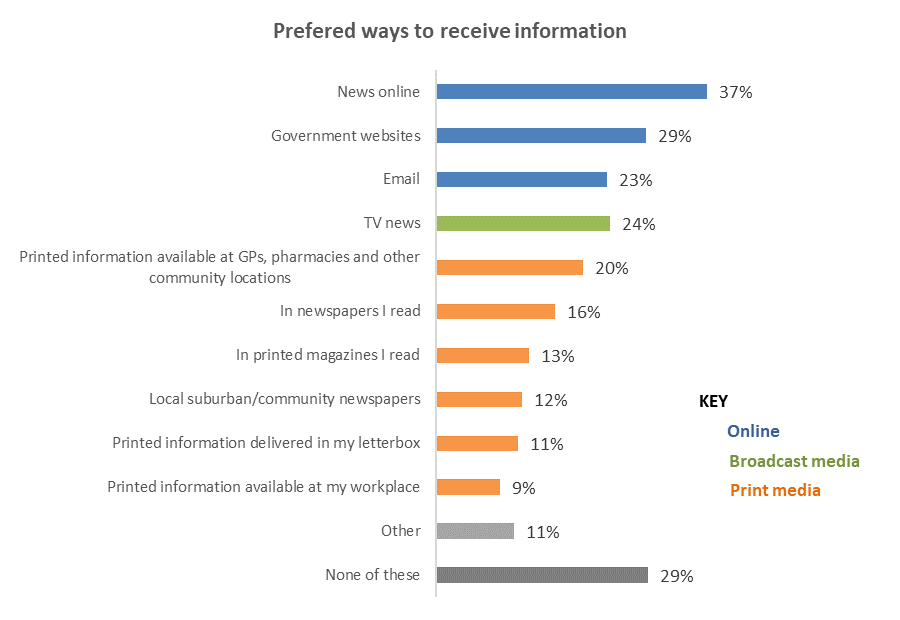 Prefered ways to receive information
News online
37%
Government websites
29%
Email
23%
TV news
24%
Printed information available at GPs, pharmacies and other
community locations
20%
In newspapers I read
16%
In printed magazines I read
13%
Local suburban/community newspapers
12%
Printed information delivered in my letterbox
11%
Printed information available at my workplace
9%
Other
11%
None of these
29%
KEY
Online
Broadcast media
Print media